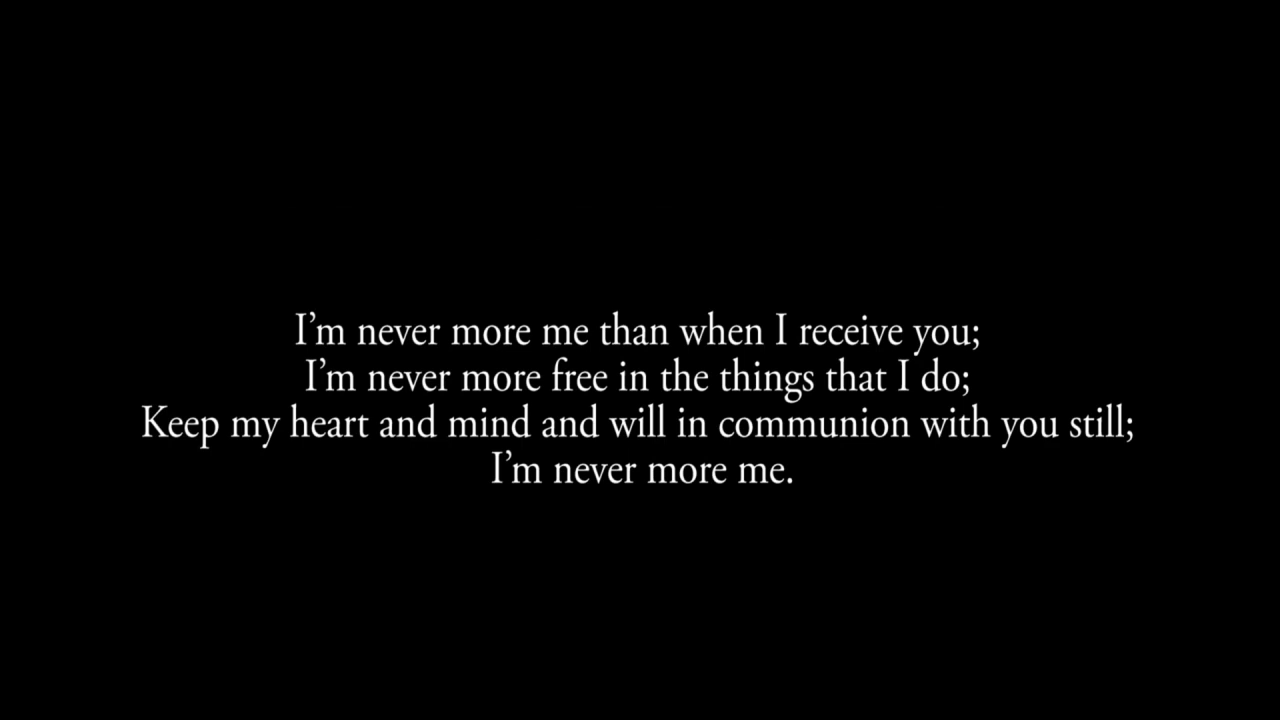 I’m never more me than when I receive you;
I’m never more free in the things that I do;
Keep my heart and mind and will in communion with you still;
I’m never more me.